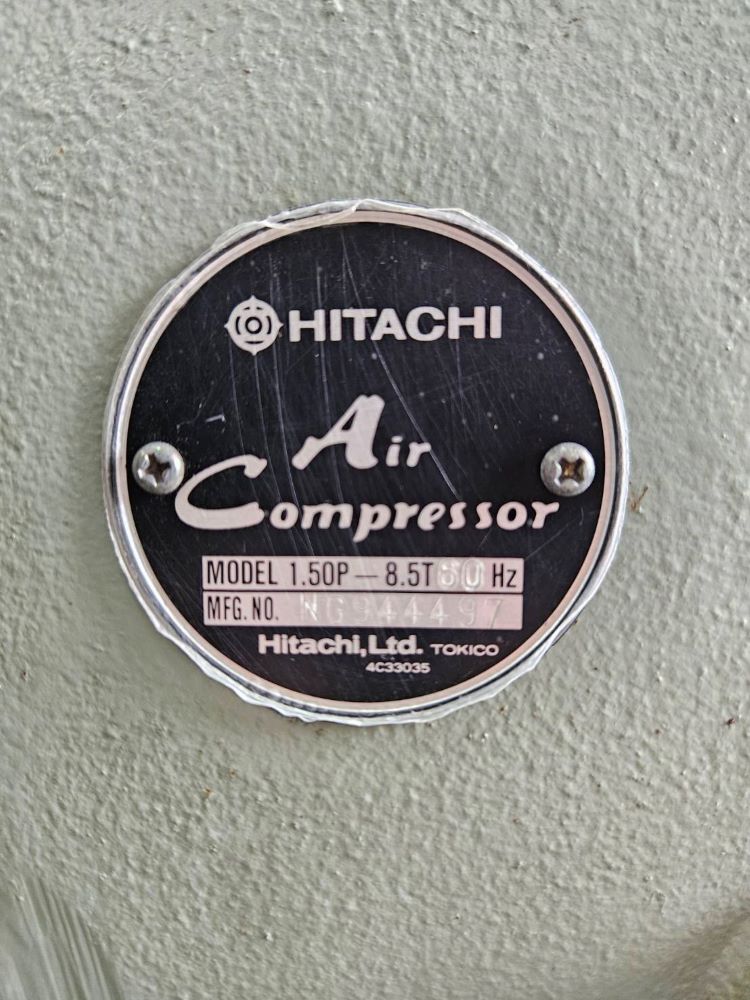 HITACHI
Air
Compressor
MODEL 1.50P — 8.5T 60 Hz
MFG. NO. NG944497
Hitachi, Ltd. TOKICO
4C33035